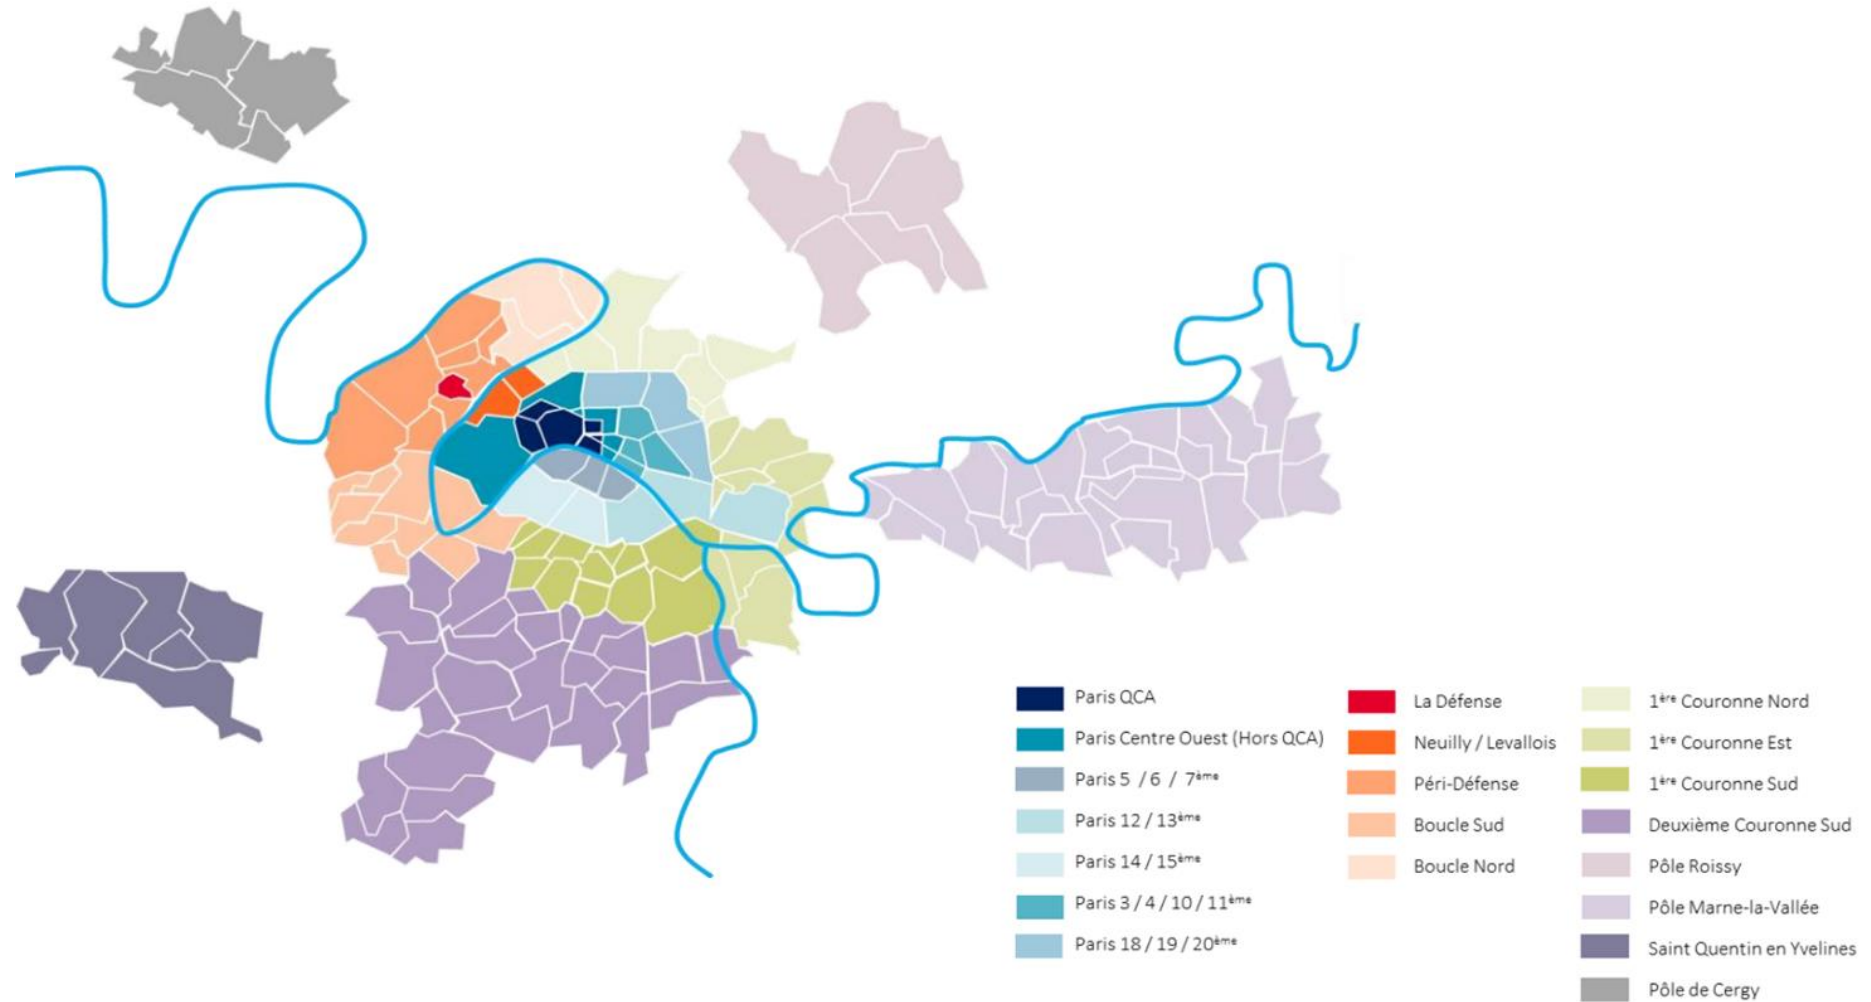 Paris QCA
Paris Centre Ouest (Hors QCA)
Paris 5 / 6 / 7ème
Paris 12 / 13ème
Paris 14 / 15ème
Paris 3 / 4 / 10 / 11ème
Paris 18 / 19 / 20ème
La Défense
Neuilly / Levallois
Péri-Défense
Boucle Sud
Boucle Nord
1ère Couronne Nord
1ère Couronne Est
1ère Couronne Sud
Deuxième Couronne Sud
Pôle Roissy
Pôle Marne-la-Vallée
Saint Quentin en Yvelines
Pôle de Cergy